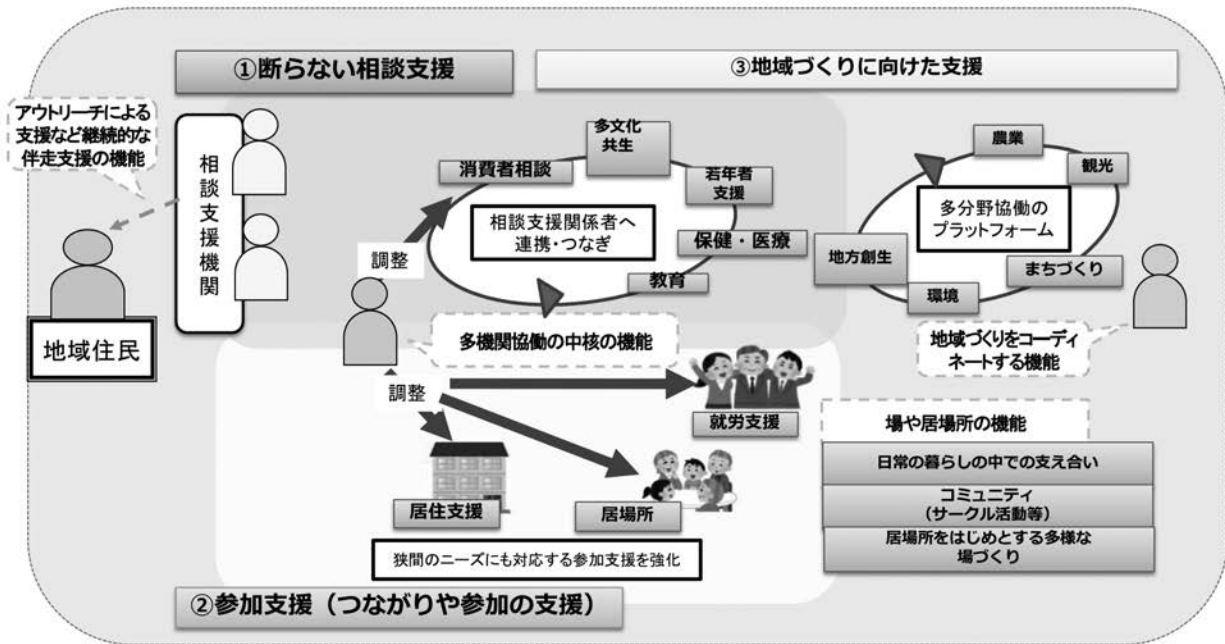 ①断らない相談支援
③地域づくりに向けた支援
アウトリーチによる
支援など継続的な
伴走支援の機能
相談支援機関
地域住民
消費者相談
多文化
共生
若年者
支援
保健・医療
教育
相談支援関係者へ
連携・つなぎ
調整
多機関協働の中核の機能
農業
観光
多分野協働の
プラットフォーム
地方創生
まちづくり
環境
地域づくりをコーディ
ネートする機能
調整
就労支援
居住支援
居場所
狭間のニーズにも対応する参加支援を強化
場や居場所の機能
日常の暮らしの中での支え合い
コミュニティ
（サークル活動等）
居場所をはじめとする多様な
場づくり
②参加支援（つながりや参加の支援）